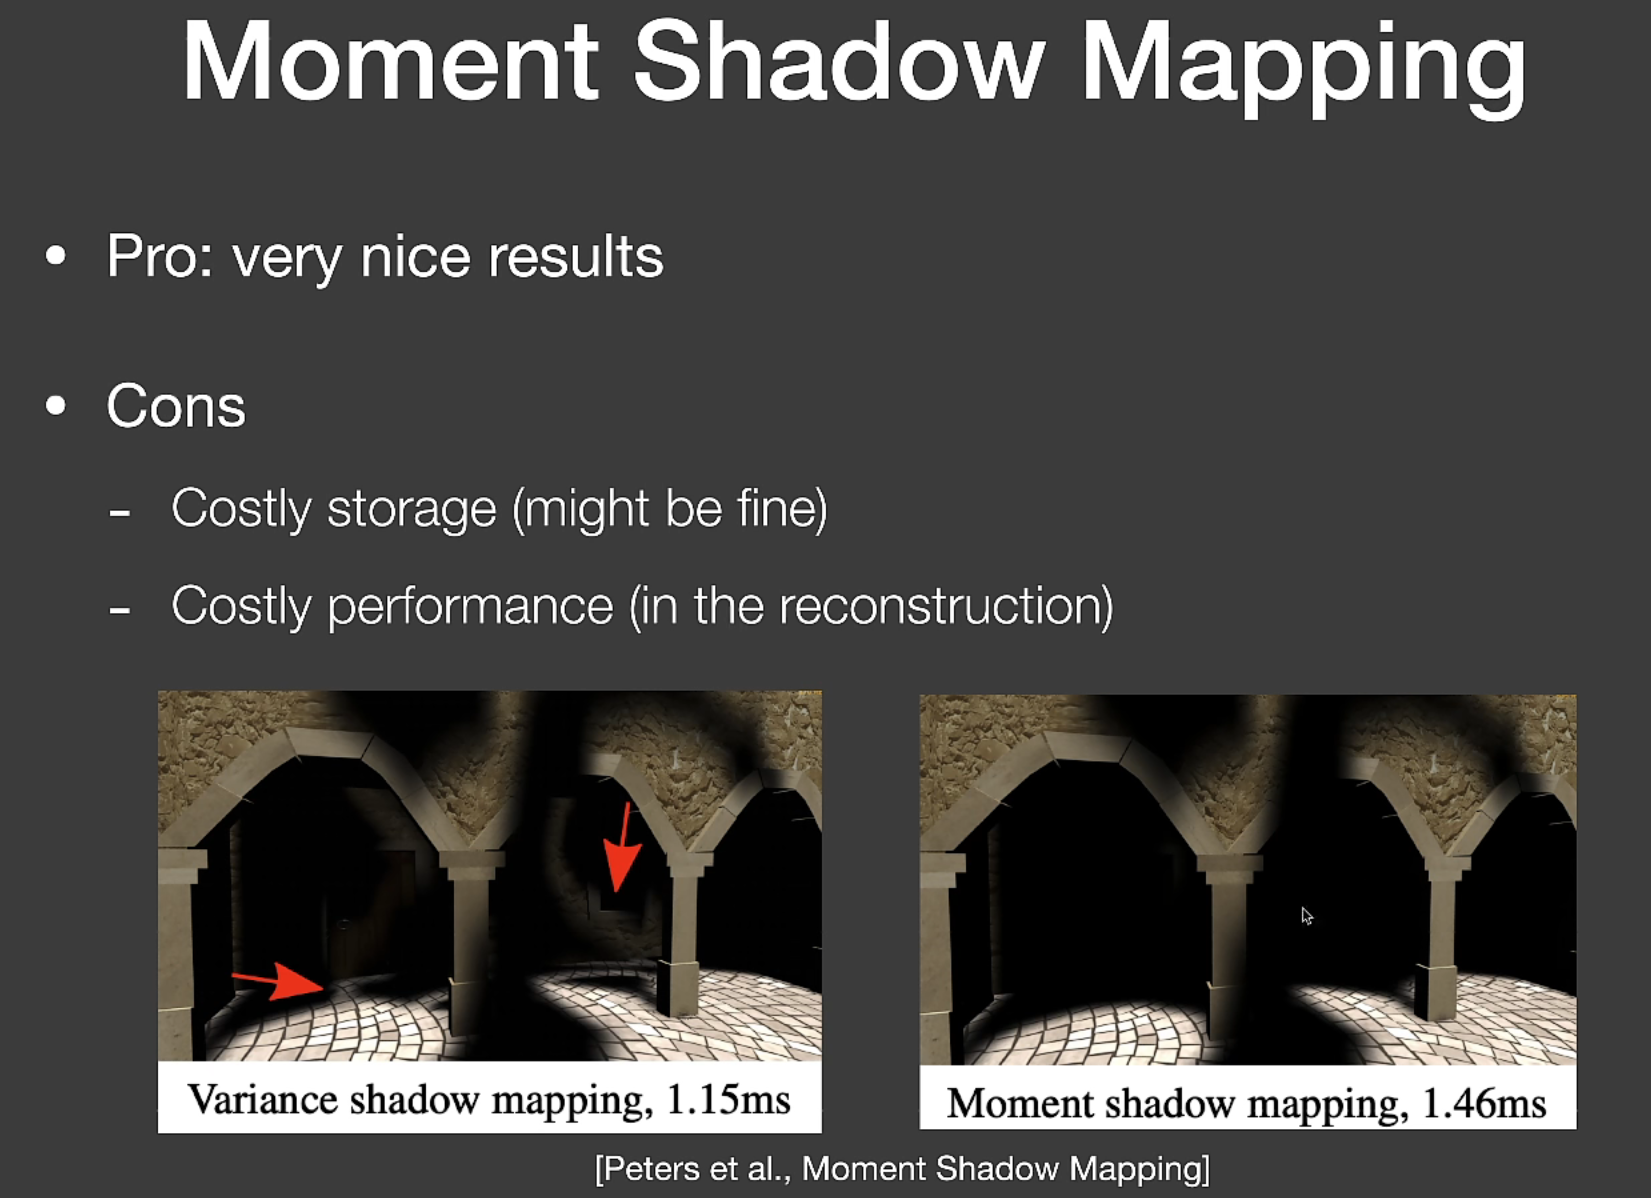 Moment Shadow Mapping
• Pro: very nice results
• Cons
- Costly storage (might be fine)
- Costly performance (in the reconstruction)
Variance shadow mapping, 1.15ms
Moment shadow mapping, 1.46ms
[Peters et al., Moment Shadow Mapping]